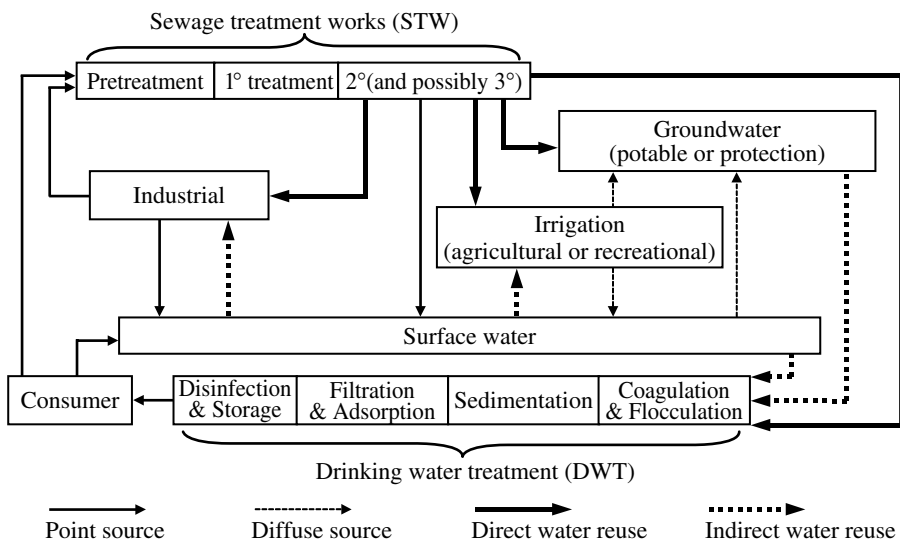 Sewage treatment works (STW)
Pretreatment
1° treatment
2°(and possibly 3°)
Groundwater
(potable or protection)
Industrial
Irrigation
(agricultural or recreational)
Surface water
Consumer
Disinfection
& Storage
Filtration
& Adsorption
Sedimentation
Coagulation
& Flocculation
Drinking water treatment (DWT)
Point source
Diffuse source
Direct water reuse
Indirect water reuse